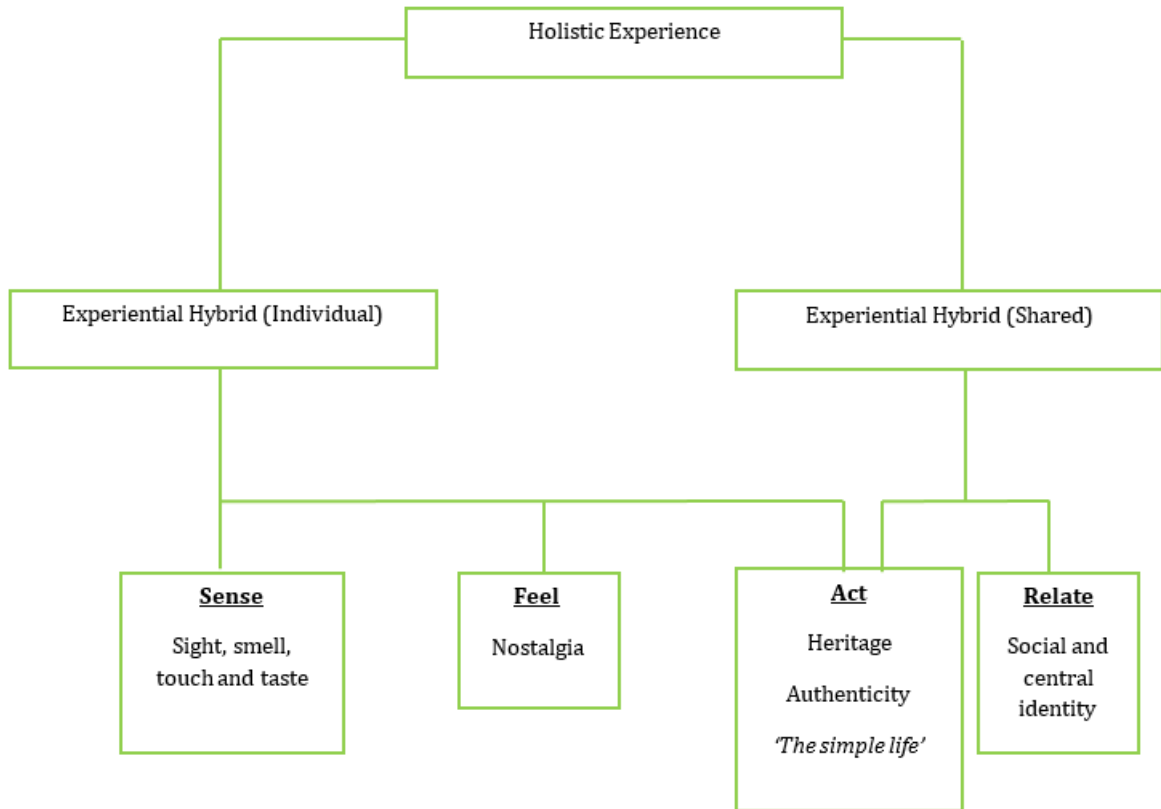 Holistic Experience
Experiential Hybrid (Individual)
Experiential Hybrid (Shared)
Sense
Sight, smell,
touch and taste
Feel
Nostalgia
Act
Heritage
Authenticity
‘The simple life’
Relate
Social and
central
identity